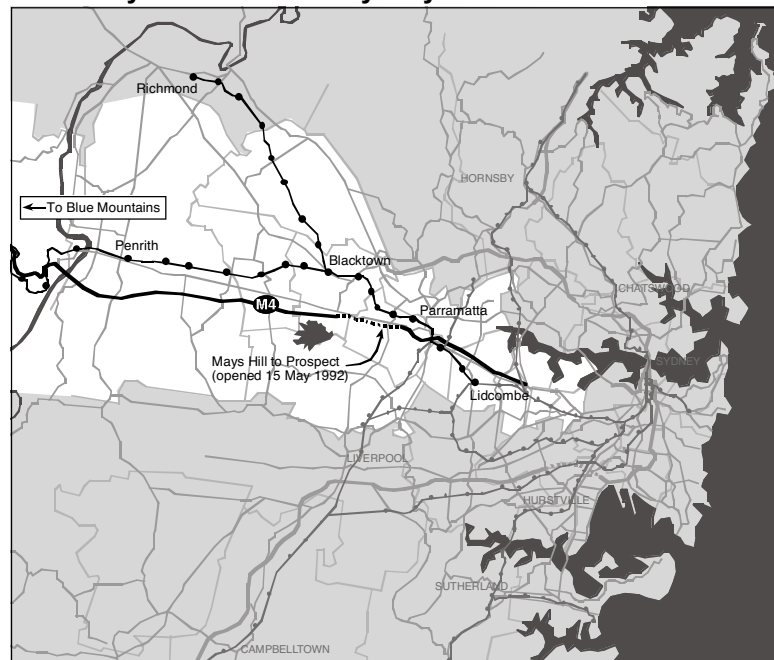 Richmond
HORNSBY
To Blue Mountains
Penrith
Blacktown
CHATSWOOD
M4
Parramatta
Mays Hill to Prospect
(opened 15 May 1992)
SYDNEY
Lidcombe
LIVERPOOL
HURSTVILLE
SUTHERLAND
CAMPBELLTOWN